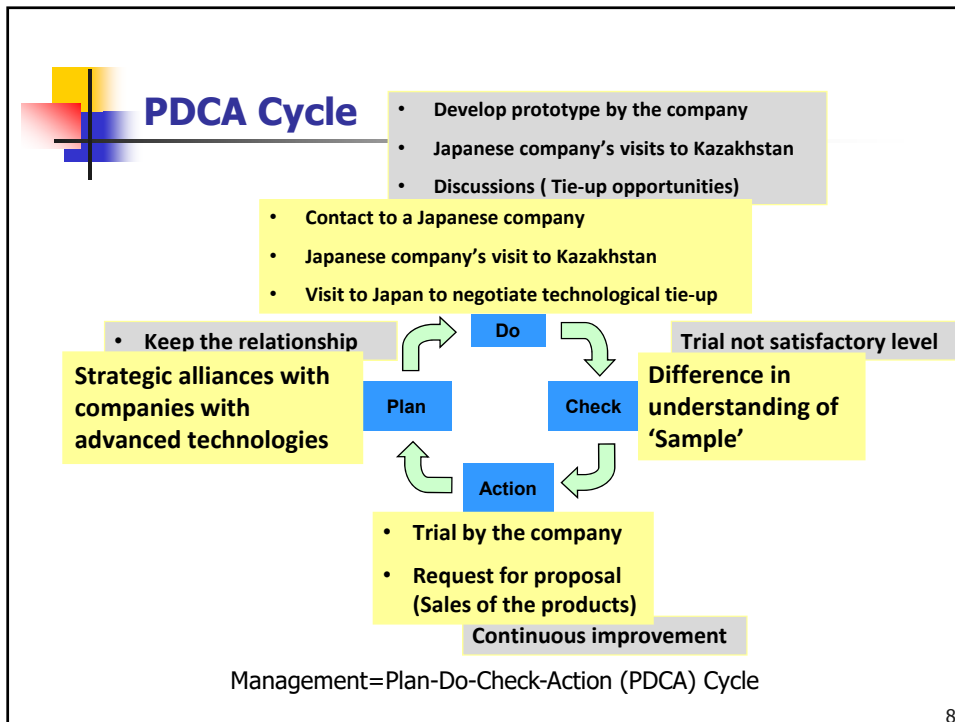 PDCA Cycle
• Develop prototype by the company
• Japanese company’s visits to Kazakhstan
• Discussions ( Tie-up opportunities)
• Contact to a Japanese company
• Japanese company’s visit to Kazakhstan
• Visit to Japan to negotiate technological tie-up
Do
• Keep the relationship
Trial not satisfactory level
Strategic alliances with
companies with
advanced technologies
Plan
Check
Difference in
understanding of
‘Sample’
Action
• Trial by the company
• Request for proposal
(Sales of the products)
Continuous improvement
Management=Plan-Do-Check-Action (PDCA) Cycle
8